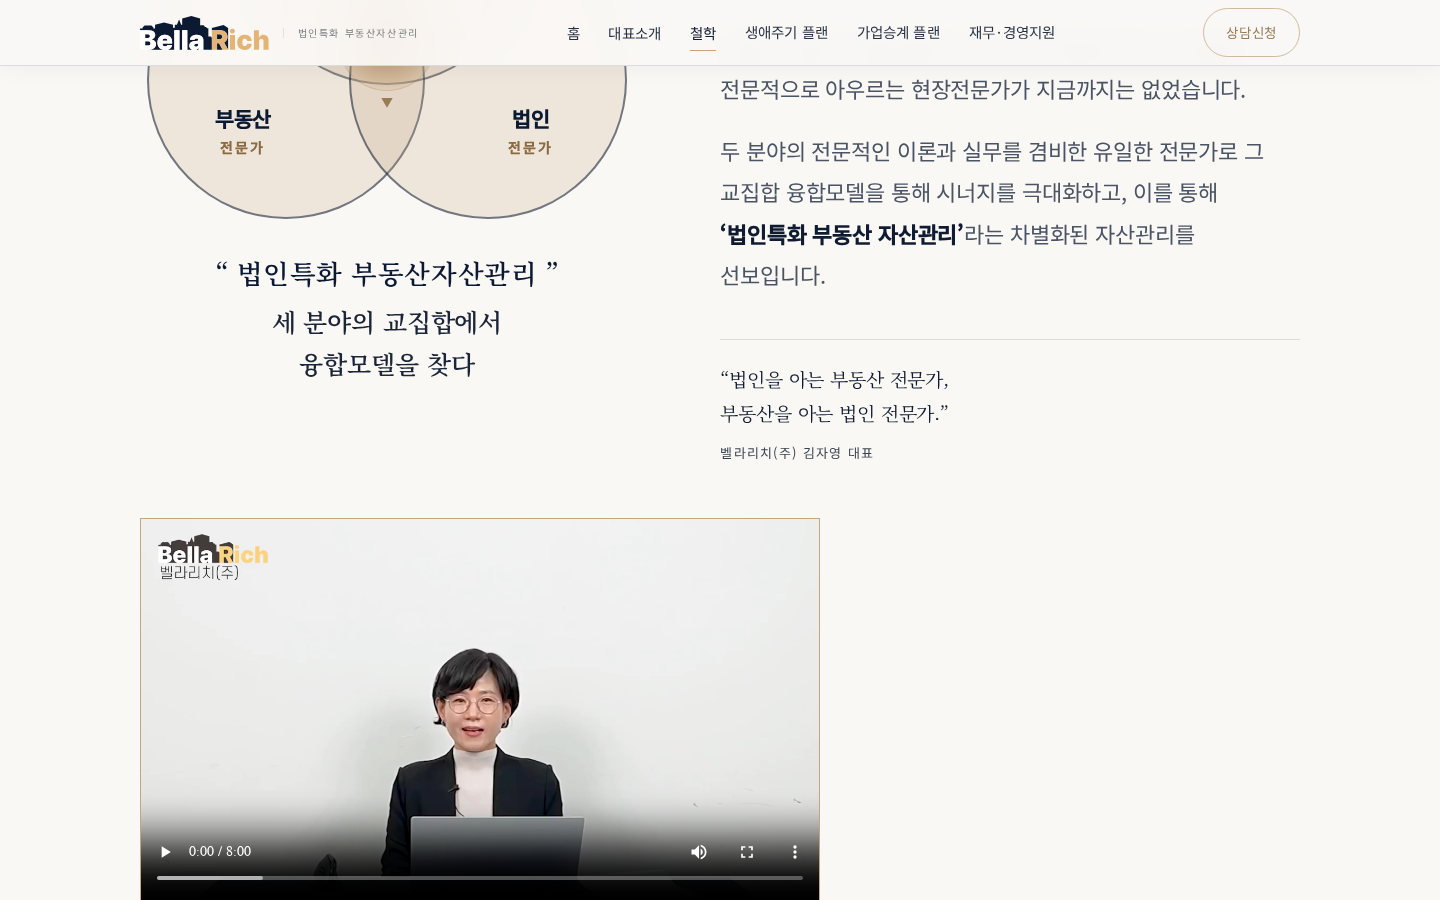 Bella Rich
법인특화 부동산자산관리
홈
대표소개
철학
생애주기 플랜
가업승계 플랜
재무·경영지원
상담신청
부동산
전문가
법인
전문가
“ 법인특화 부동산자산관리 ”
세 분야의 교집합에서
융합모델을 찾다
전문적으로 아우르는 현장전문가가 지금까지는 없었습니다.
두 분야의 전문적인 이론과 실무를 겸비한 유일한 전문가로 그
교집합 융합모델을 통해 시너지를 극대화하고, 이를 통해
‘법인특화 부동산 자산관리’라는 차별화된 자산관리를
선보입니다.
“법인을 아는 부동산 전문가,
부동산을 아는 법인 전문가.”
벨라리치(주) 김자영 대표
Bella Rich
벨라리치(주)
0:00 / 8:00